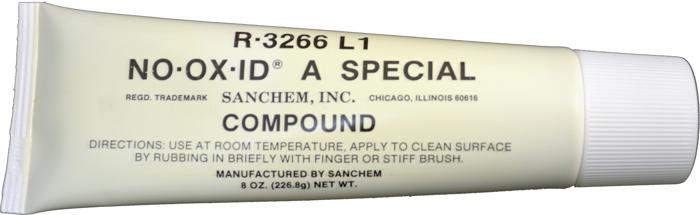 R-3266 L1
NO·OX·ID® A SPECIAL
REGD. TRADEMARK SANCHEM, INC. CHICAGO, ILLINOIS 60616
COMPOUND
DIRECTIONS: USE AT ROOM TEMPERATURE, APPLY TO CLEAN SURFACE
BY RUBBING IN BRIEFLY WITH FINGER OR STIFF BRUSH.
MANUFACTURED BY SANCHEM
8 OZ. (226.8g) NET WT.